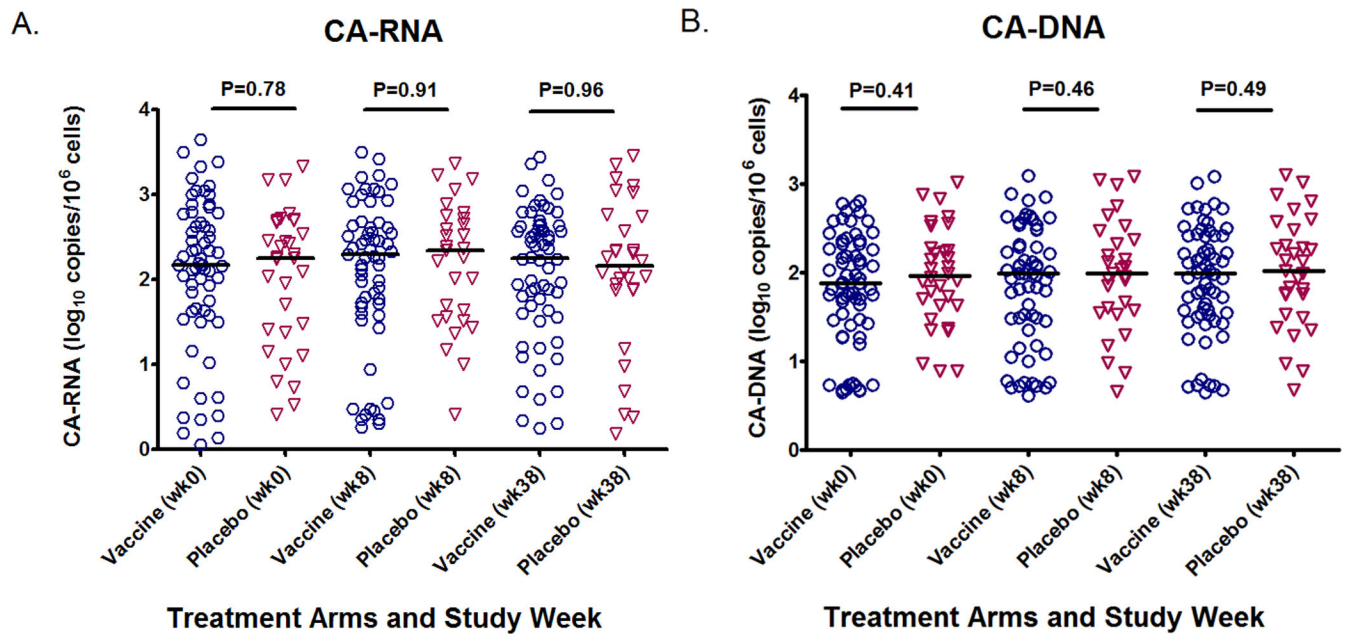 A.
CA-RNA
P=0.78
P=0.91
P=0.96
CA-RNA (log10 copies/10^6 cells)
4
3
2
1
0
Vaccine (wk0)
Placebo (wk0)
Vaccine (wk8)
Placebo (wk8)
Vaccine (wk38)
Placebo (wk38)
Treatment Arms and Study Week
B.
CA-DNA
P=0.41
P=0.46
P=0.49
CA-DNA (log10 copies/10^6 cells)
4
3
2
1
0
Vaccine (wk0)
Placebo (wk0)
Vaccine (wk8)
Placebo (wk8)
Vaccine (wk38)
Placebo (wk38)
Treatment Arms and Study Week